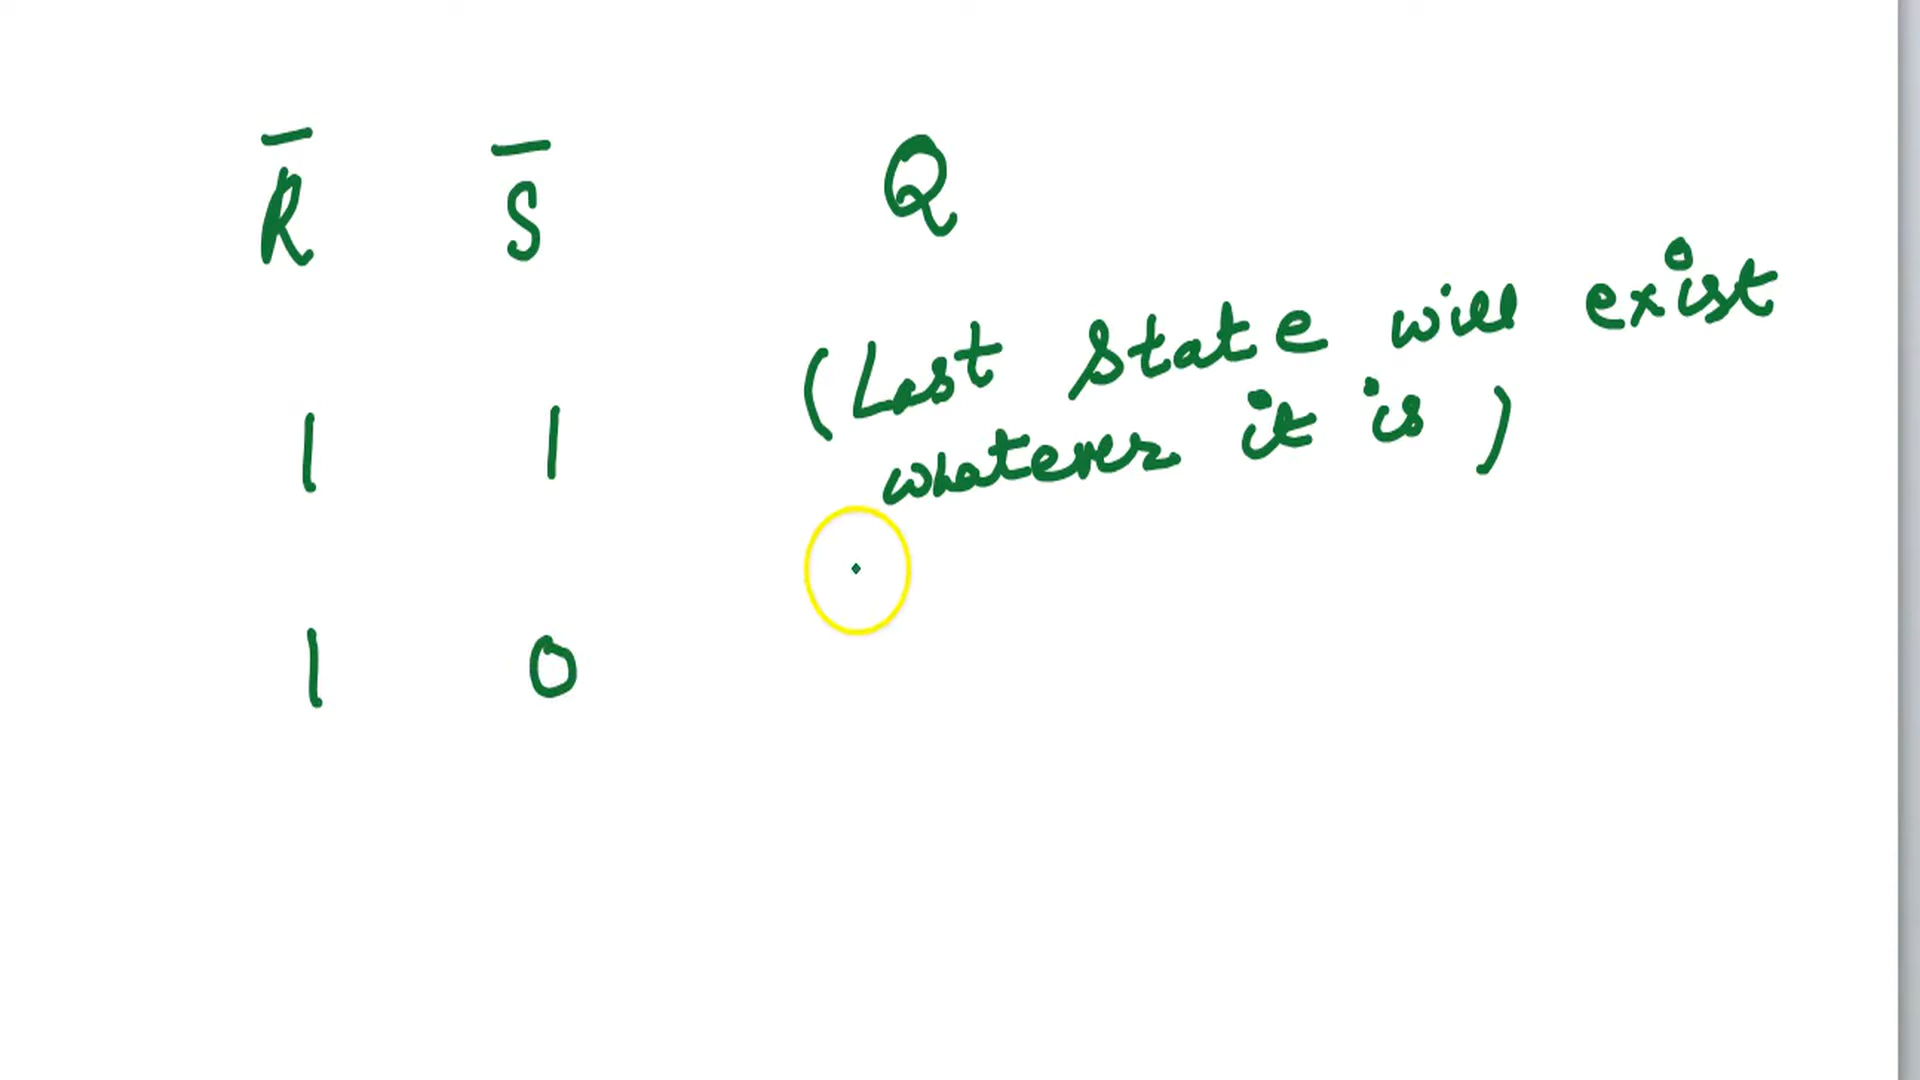 R̅ S̅ Q
1 1 (Last state will exist
whatever it is)
1 0